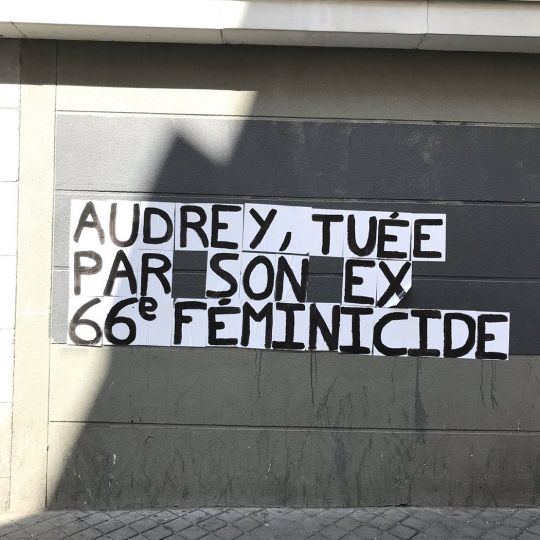 AUDREY, TUÉE
PAR SON EX
66e FÉMINICIDE